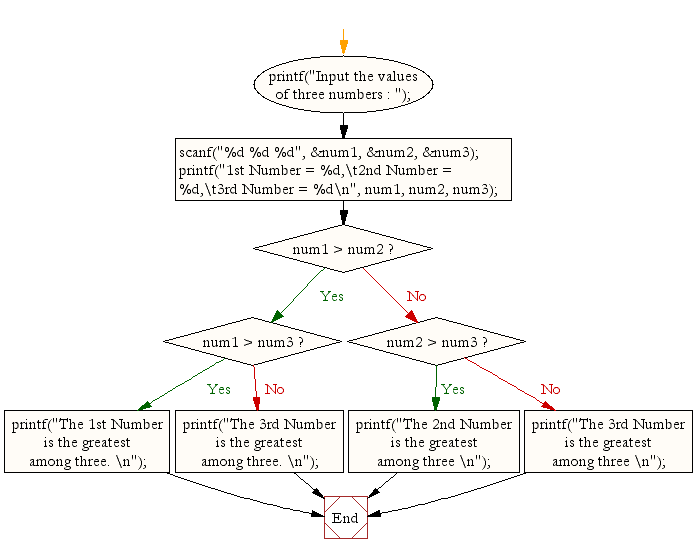 printf("Input the values
of three numbers : ");
scanf("%d %d %d", &num1, &num2, &num3);
printf("1st Number = %d,\t2nd Number =
%d,\t3rd Number = %d\n", num1, num2, num3);
num1 > num2 ?
Yes
No
num1 > num3 ?
num2 > num3 ?
Yes
No
Yes
No
printf("The 1st Number
is the greatest
among three. \n");
printf("The 3rd Number
is the greatest
among three. \n");
printf("The 2nd Number
is the greatest
among three \n");
printf("The 3rd Number
is the greatest
among three \n");
End